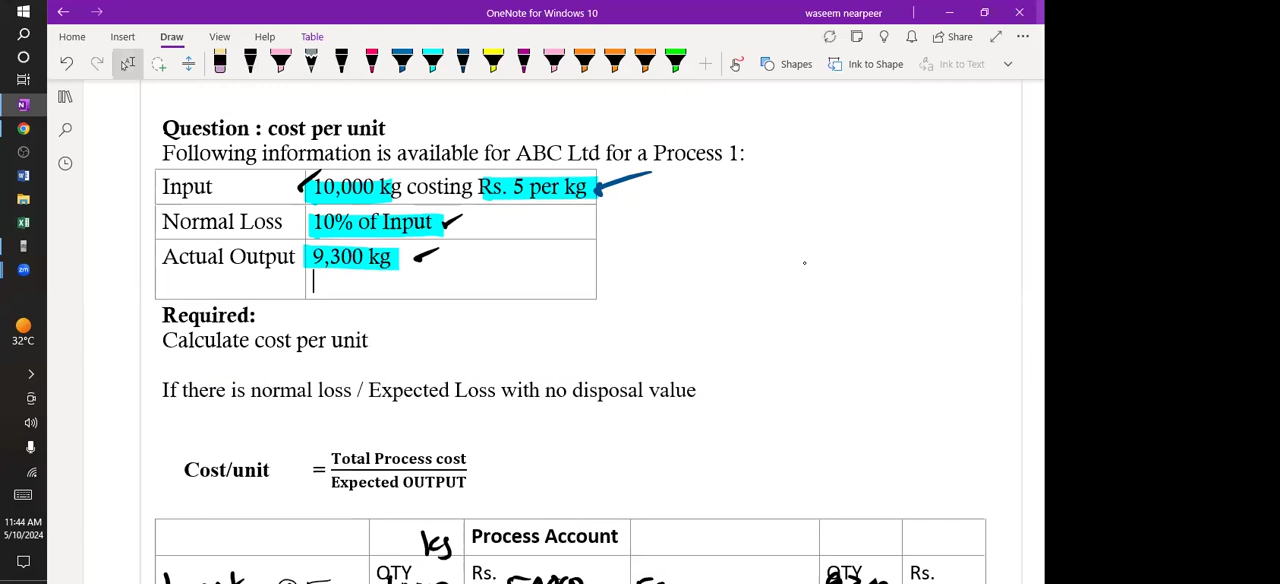 OneNote for Windows 10
waseem nearpeer
Home Insert Draw View Help Table
Share
Shapes Ink to Shape Ink to Text
Question : cost per unit
Following information is available for ABC Ltd for a Process 1:
Input 10,000 kg costing Rs. 5 per kg
Normal Loss 10% of Input
Actual Output 9,300 kg
Required:
Calculate cost per unit
If there is normal loss / Expected Loss with no disposal value
Cost/unit = Total Process cost
Expected OUTPUT
kg Process Account
QTY Rs. QTY Rs.
32°C
11:44 AM
5/10/2024